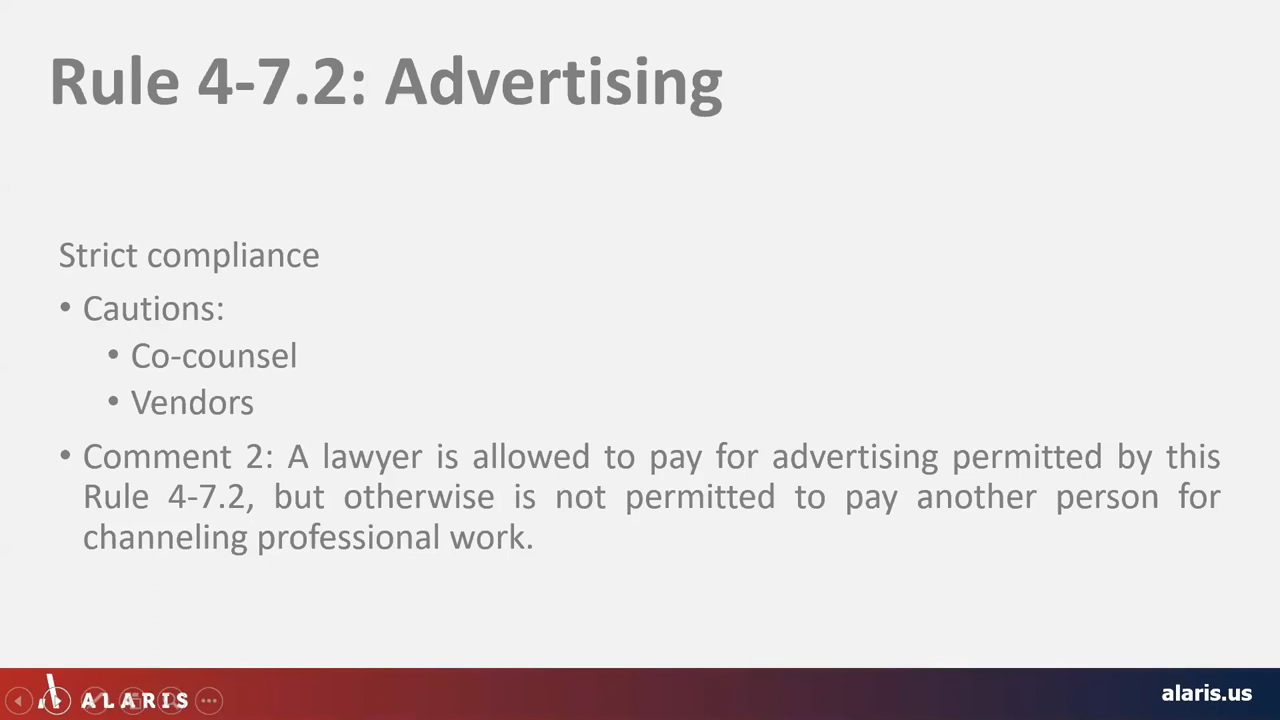 Rule 4-7.2: Advertising
Strict compliance
• Cautions:
• Co-counsel
• Vendors
• Comment 2: A lawyer is allowed to pay for advertising permitted by this
Rule 4-7.2, but otherwise is not permitted to pay another person for
channeling professional work.
ALARIS
alaris.us